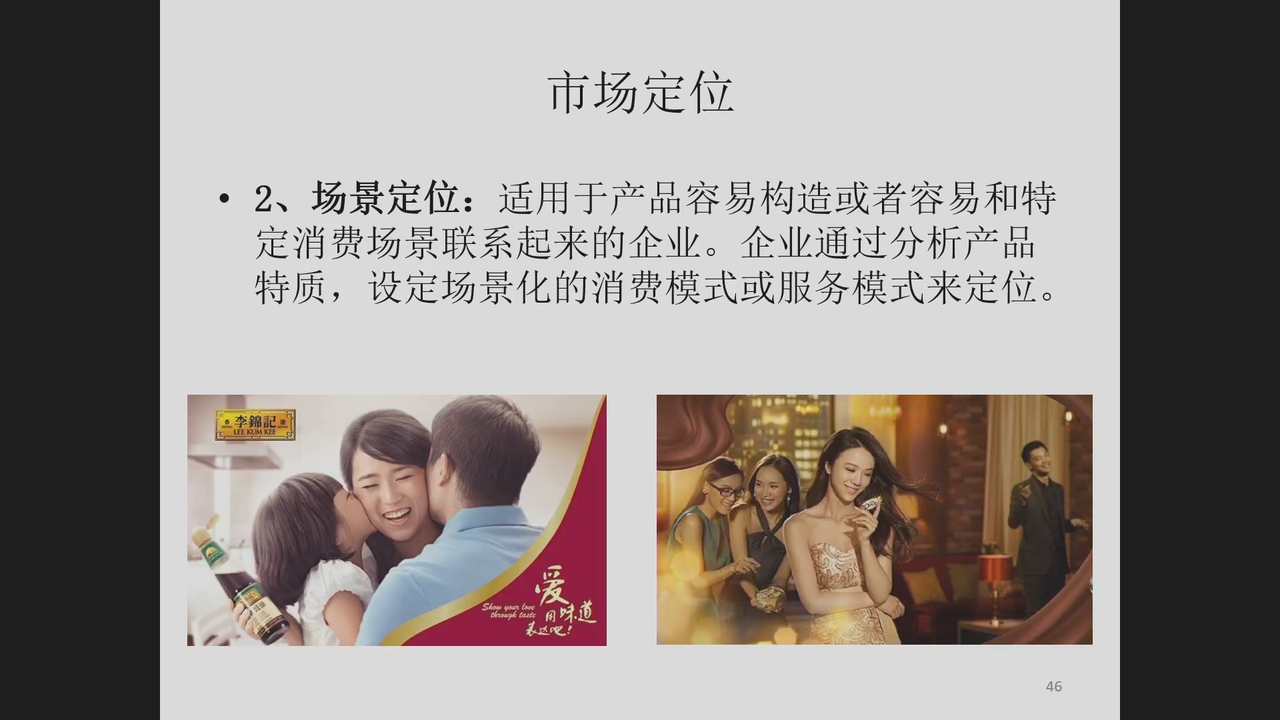 市场定位
• 2、场景定位：适用于产品容易构造或者容易和特
定消费场景联系起来的企业。企业通过分析产品
特质，设定场景化的消费模式或服务模式来定位。
李錦記
LEE KUM KEE
爱
Show your love
through taste
用味道
表达吧！
46